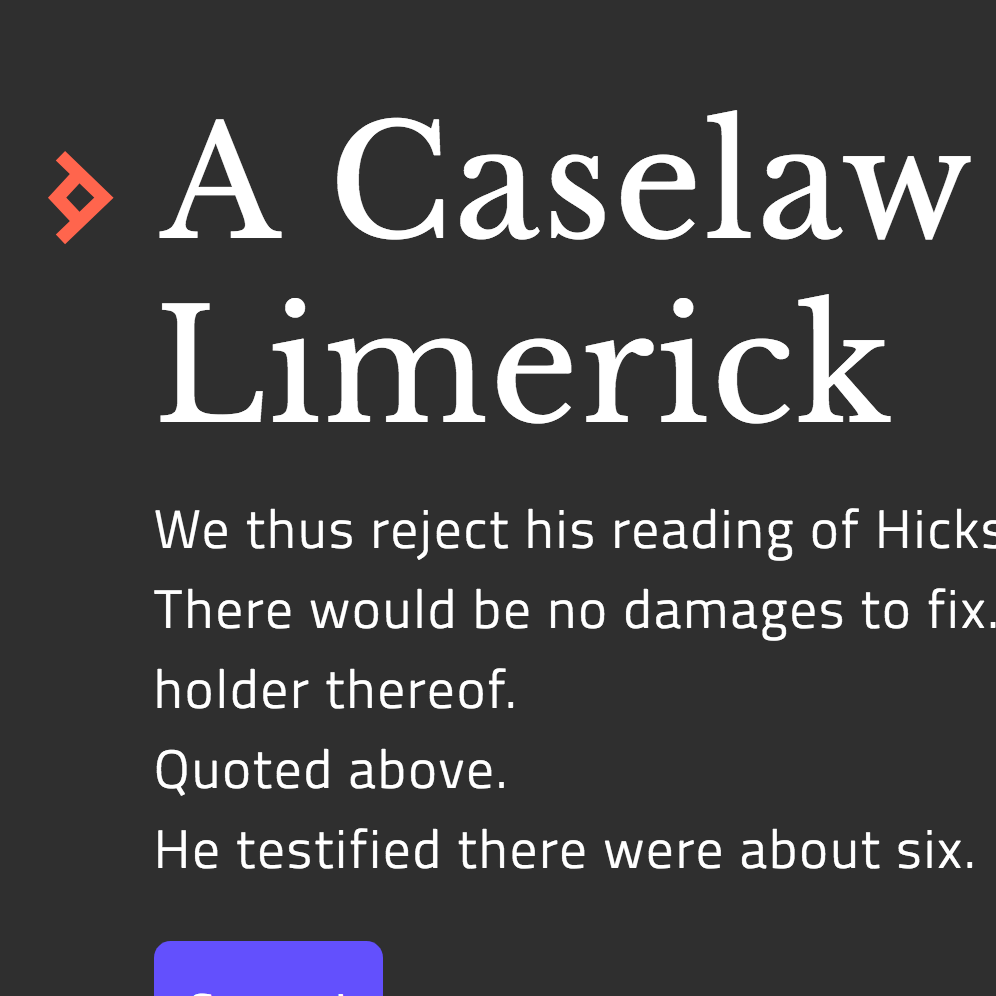 A Caselaw
Limerick
We thus reject his reading of Hicks
There would be no damages to fix.
holder thereof.
Quoted above.
He testified there were about six.